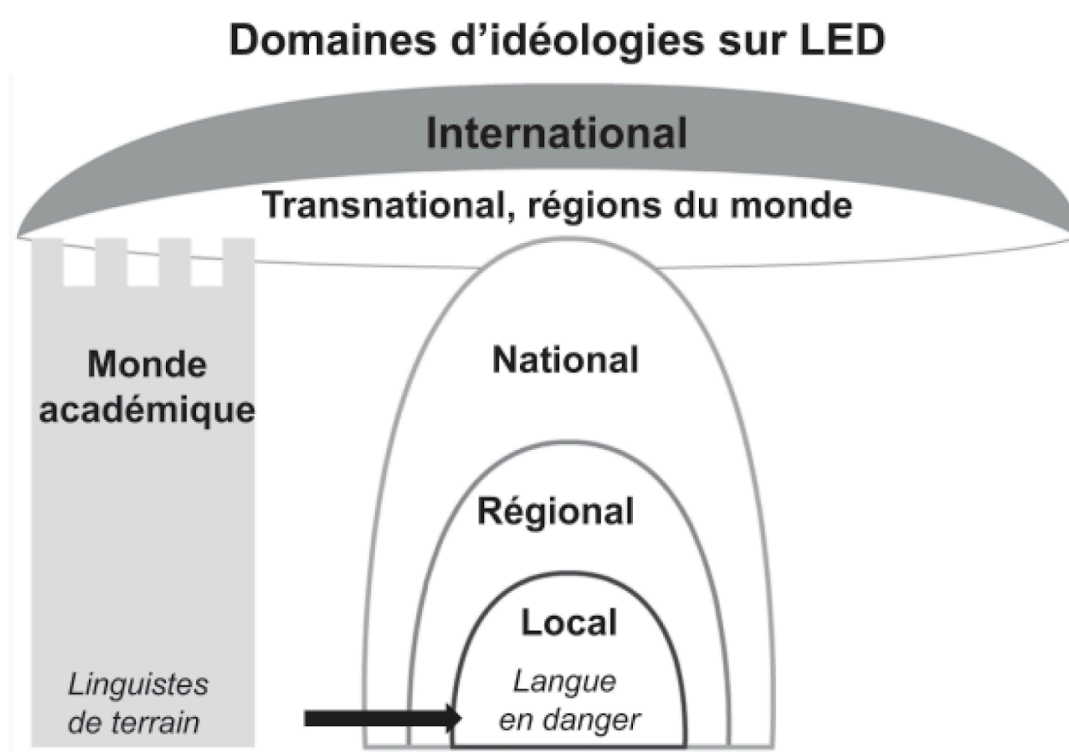 Domaines d’idéologies sur LED
International
Transnational, régions du monde
Monde
académique
National
Régional
Local
Linguistes
de terrain
Langue
en danger